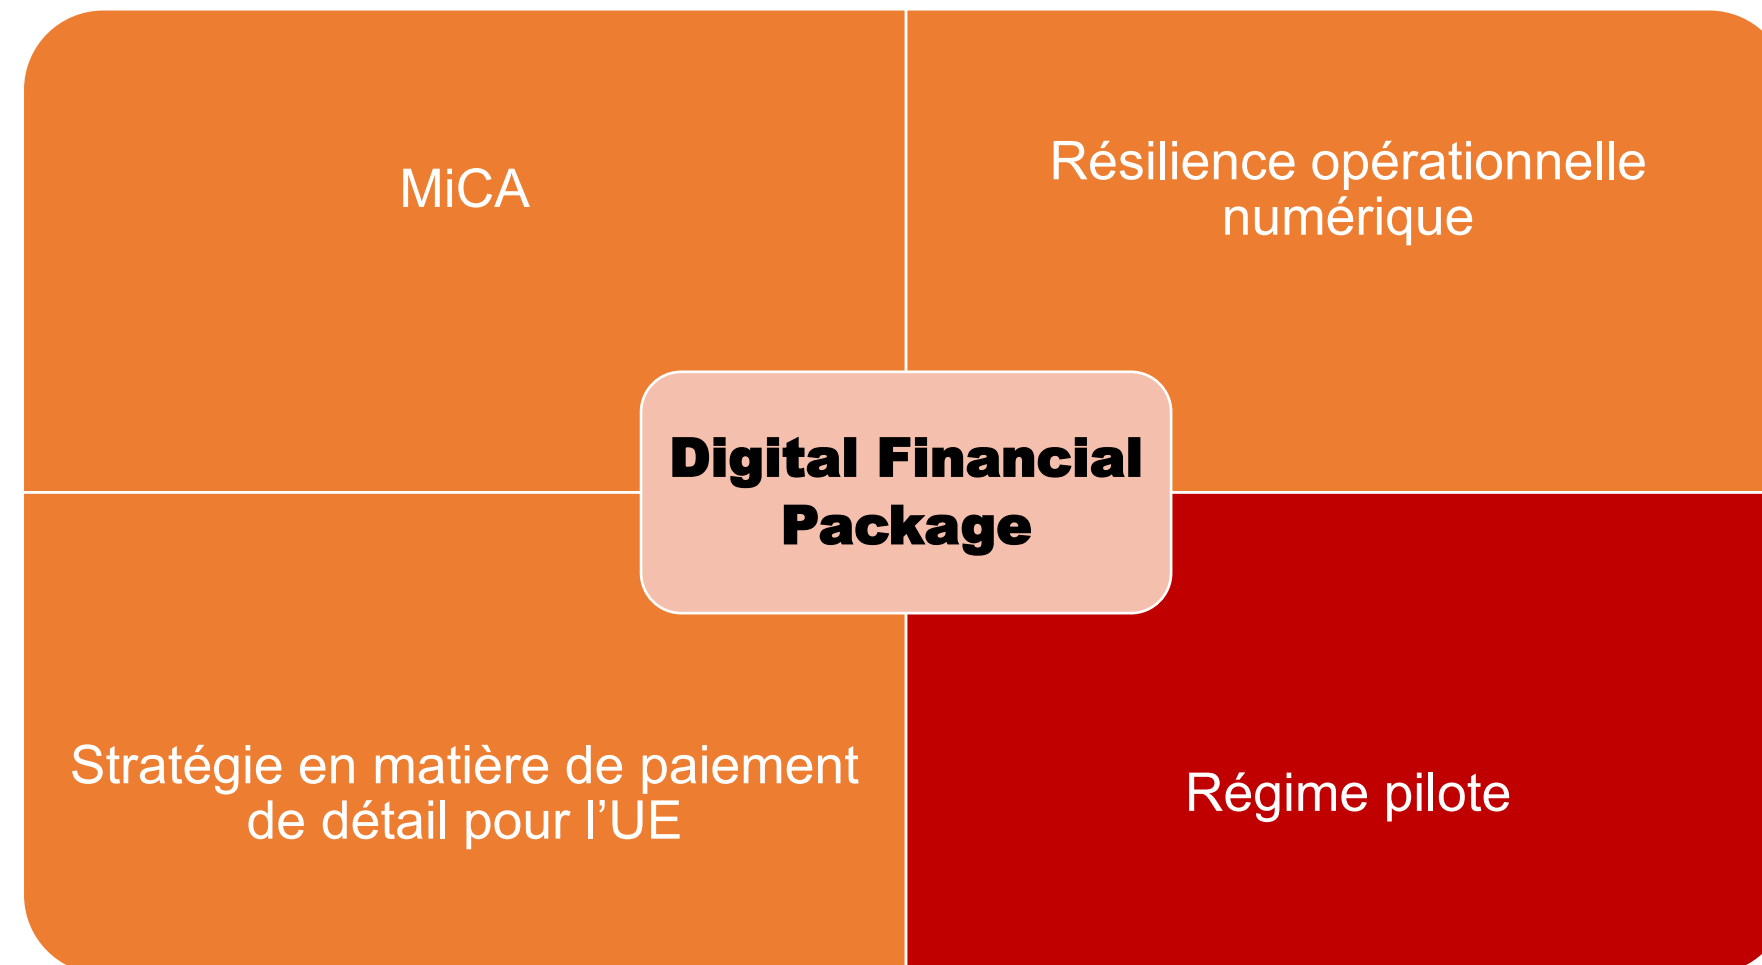 MiCA
Résilience opérationnelle
numérique
Digital Financial
Package
Stratégie en matière de paiement
de détail pour l’UE
Régime pilote